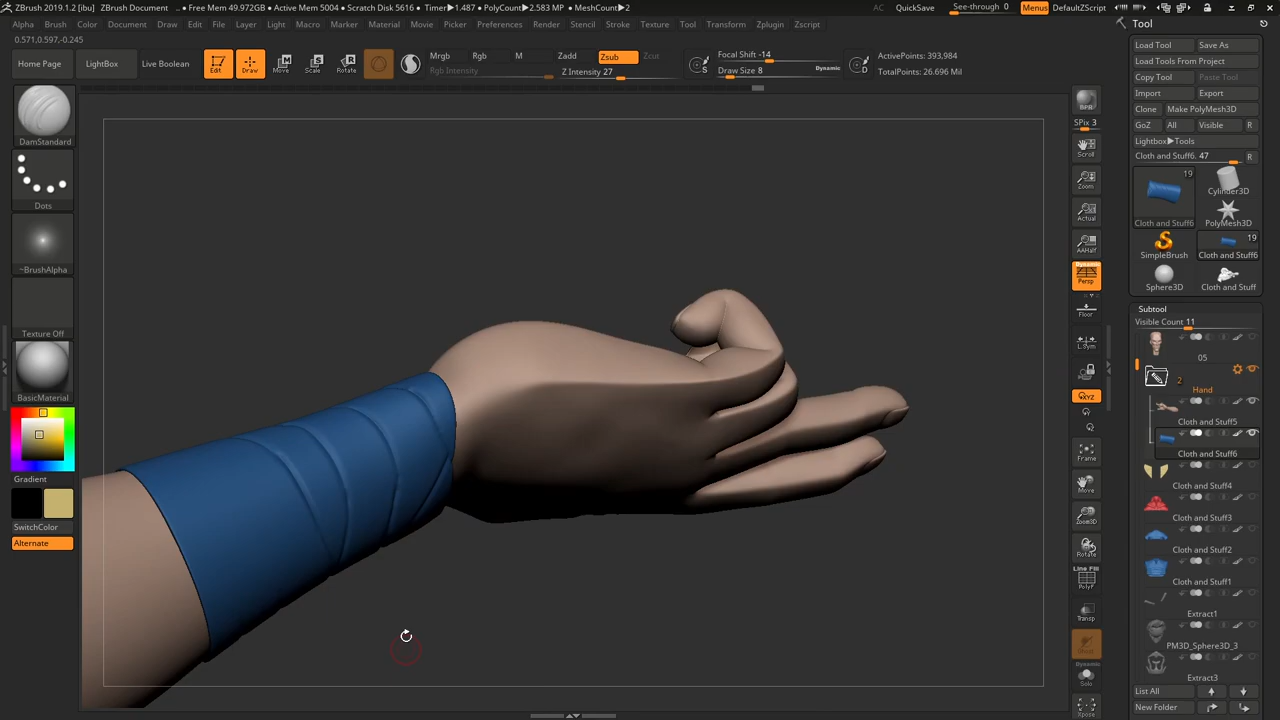 ZBrush 2019.1.2 [ibu]
ZBrush Document
.. • Free Mem 49.972GB • Active Mem 5004 • Scratch Disk 5616 • Timer▶1.487 • PolyCount▶2.583 MP • MeshCount▶2
AC
QuickSave
See-through 0
Menus
DefaultZScript
Alpha
Brush
Color
Document
Draw
Edit
File
Layer
Light
Macro
Marker
Material
Movie
Picker
Preferences
Render
Stencil
Stroke
Texture
Tool
Transform
Zplugin
Zscript
0.571,0.597,-0.245
Home Page
LightBox
Live Boolean
Edit
Draw
Move
Scale
Rotate
Mrgb
Rgb
M
Rgb Intensity
Zadd
Zsub
Zcut
Z Intensity 27
S
Focal Shift -14
Draw Size 8
Dynamic
D
ActivePoints: 393,984
TotalPoints: 26.696 Mil
DamStandard
Dots
~BrushAlpha
Texture Off
BasicMaterial
Gradient
SwitchColor
Alternate
BPR
SPix 3
Scroll
Zoom
Actual
AAHalf
Dynamic
Persp
Floor
L.Sym
XYZ
Frame
Move
Zoom3D
Rotate
Line Fill
PolyF
Transp
Ghost
Dynamic
Solo
Xpose
Tool
Load Tool
Save As
Load Tools From Project
Copy Tool
Paste Tool
Import
Export
Clone
Make PolyMesh3D
GoZ
All
Visible
R
Lightbox▶Tools
Cloth and Stuff6. 47
R
19
Cloth and Stuff6
Cylinder3D
PolyMesh3D
SimpleBrush
19
Cloth and Stuff6
Sphere3D
Cloth and Stuff
Subtool
Visible Count 11
05
2
Hand
Cloth and Stuff5
Cloth and Stuff6
Cloth and Stuff4
Cloth and Stuff3
Cloth and Stuff2
Cloth and Stuff1
Extract1
PM3D_Sphere3D_3
Extract3
List All
New Folder